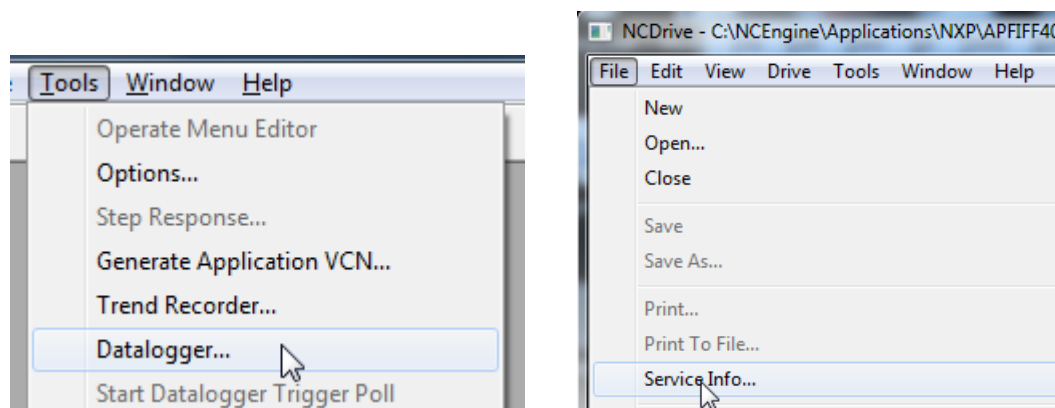 Tools Window Help
Operate Menu Editor
Options...
Step Response...
Generate Application VCN...
Trend Recorder...
Datalogger...
Start Datalogger Trigger Poll
NCDrive - C:\NCEngine\Applications\NXP\APFIFF40
File Edit View Drive Tools Window Help
New
Open...
Close
Save
Save As...
Print...
Print To File...
Service Info...